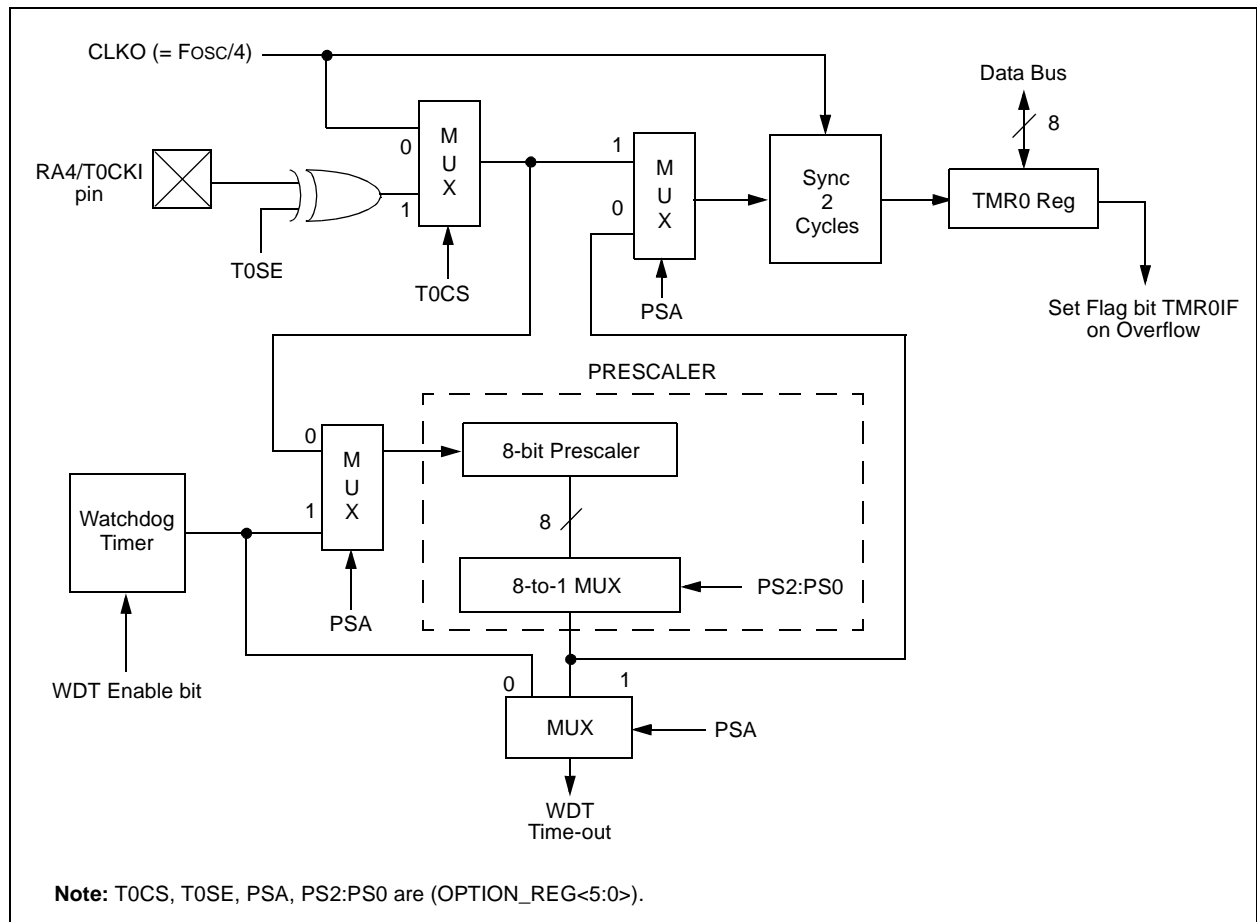 CLKO (= FOSC/4)
Data Bus
8
M
U
X
0
1
RA4/T0CKI
pin
T0SE
T0CS
1
0
M
U
X
PSA
Sync
2
Cycles
TMR0 Reg
Set Flag bit TMR0IF
on Overflow
PRESCALER
0
1
M
U
X
PSA
8-bit Prescaler
8
8-to-1 MUX
PS2:PS0
Watchdog
Timer
WDT Enable bit
0
1
MUX
PSA
WDT
Time-out
Note: T0CS, T0SE, PSA, PS2:PS0 are (OPTION_REG<5:0>).